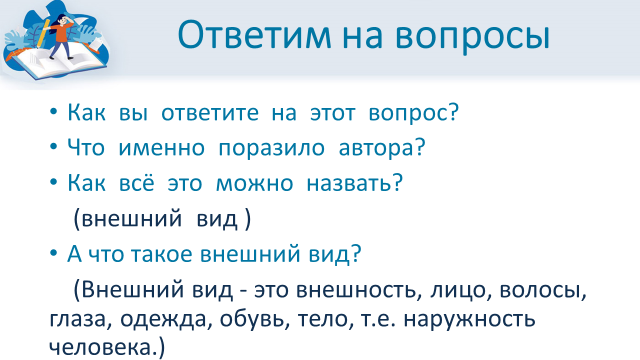 Ответим на вопросы
• Как вы ответите на этот вопрос?
• Что именно поразило автора?
• Как всё это можно назвать?
(внешний вид )
• А что такое внешний вид?
(Внешний вид - это внешность, лицо, волосы,
глаза, одежда, обувь, тело, т.е. наружность
человека.)